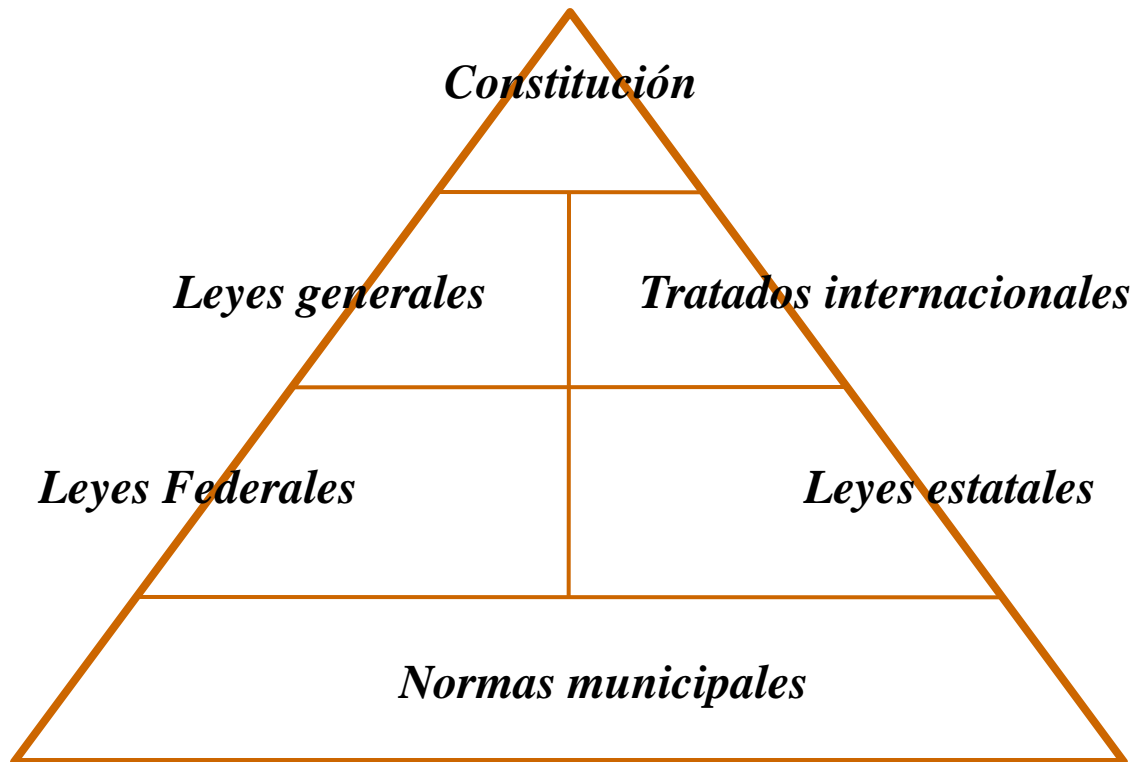 Constitución
Leyes generales
Tratados internacionales
Leyes Federales
Leyes estatales
Normas municipales